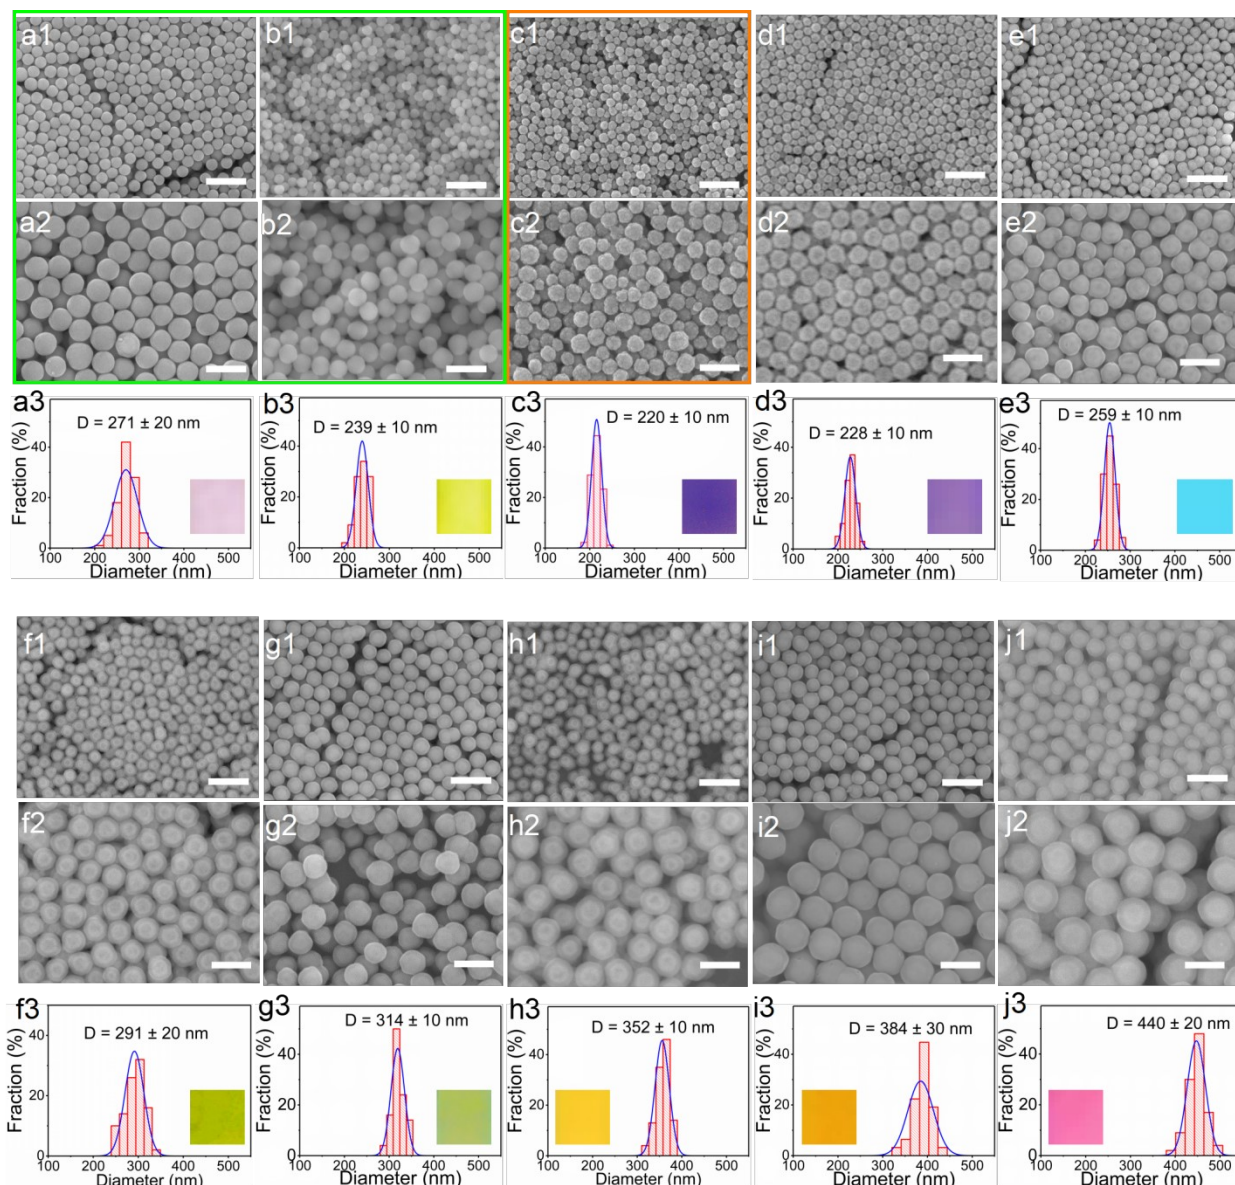 a1 b1 c1 d1 e1
a2 b2 c2 d2 e2
a3 b3 c3 d3 e3
D = 271 ± 20 nm
D = 239 ± 10 nm
D = 220 ± 10 nm
D = 228 ± 10 nm
D = 259 ± 10 nm
Fraction (%) Fraction (%) Fraction (%) Fraction (%) Fraction (%)
40 40 40 40 40
20 20 20 20 20
0 0 0 0 0
100 200 300 400 500
100 200 300 400 500
100 200 300 400 500
100 200 300 400 500
100 200 300 400 500
Diameter (nm) Diameter (nm) Diameter (nm) Diameter (nm) Diameter (nm)
f1 g1 h1 i1 j1
f2 g2 h2 i2 j2
f3 g3 h3 i3 j3
D = 291 ± 20 nm
D = 314 ± 10 nm
D = 352 ± 10 nm
D = 384 ± 30 nm
D = 440 ± 20 nm
Fraction (%) Fraction (%) Fraction (%) Fraction (%) Fraction (%)
40 40 40 40 40
20 20 20 20 20
0 0 0 0 0
100 200 300 400 500
100 200 300 400 500
100 200 300 400 500
100 200 300 400 500
100 200 300 400 500
Diameter (nm) Diameter (nm) Diameter (nm) Diameter (nm) Diameter (nm)